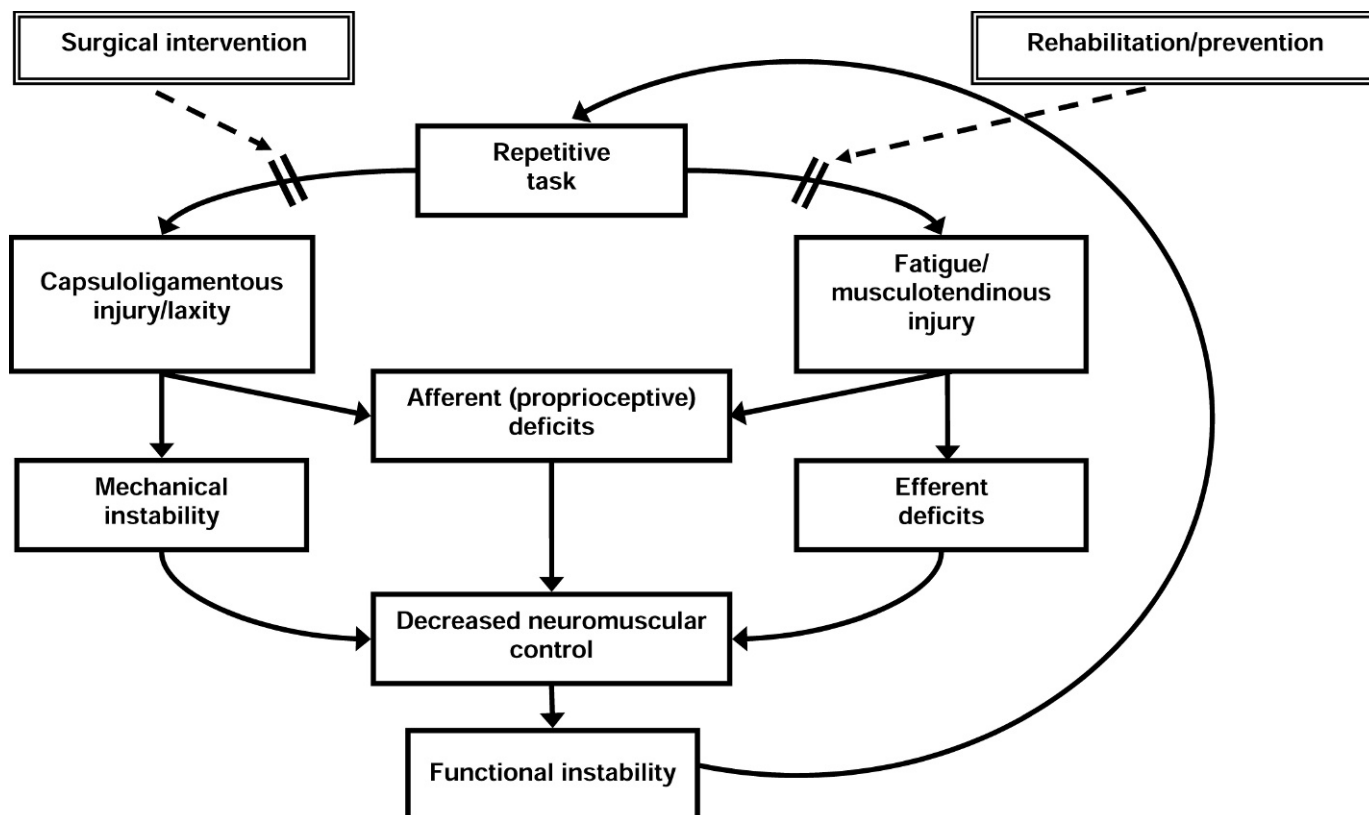 Surgical intervention
Rehabilitation/prevention
Repetitive
task
Capsuloligamentous
injury/laxity
Fatigue/
musculotendinous
injury
Afferent (proprioceptive)
deficits
Mechanical
instability
Efferent
deficits
Decreased neuromuscular
control
Functional instability